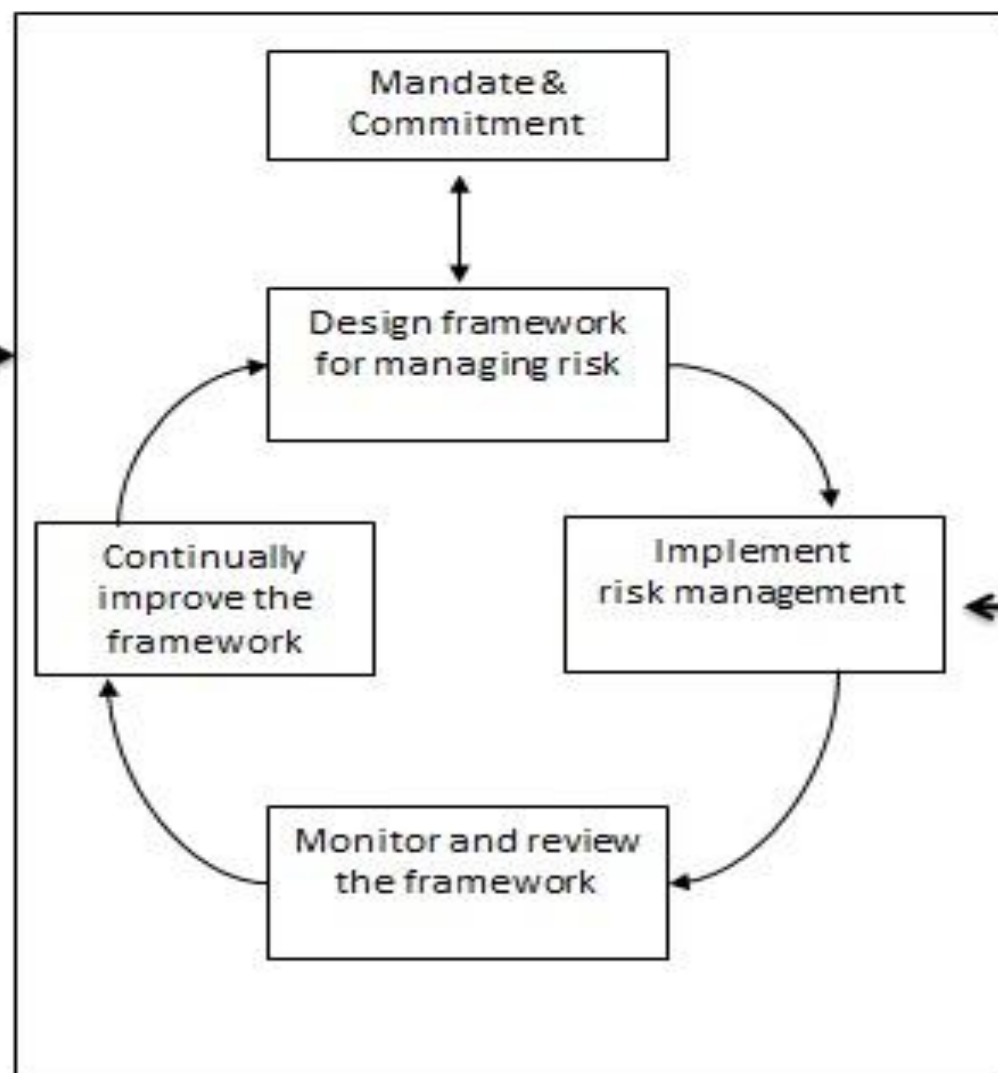 Mandate &
Commitment
Design framework
for managing risk
Implement
risk management
Continually
improve the
framework
Monitor and review
the framework